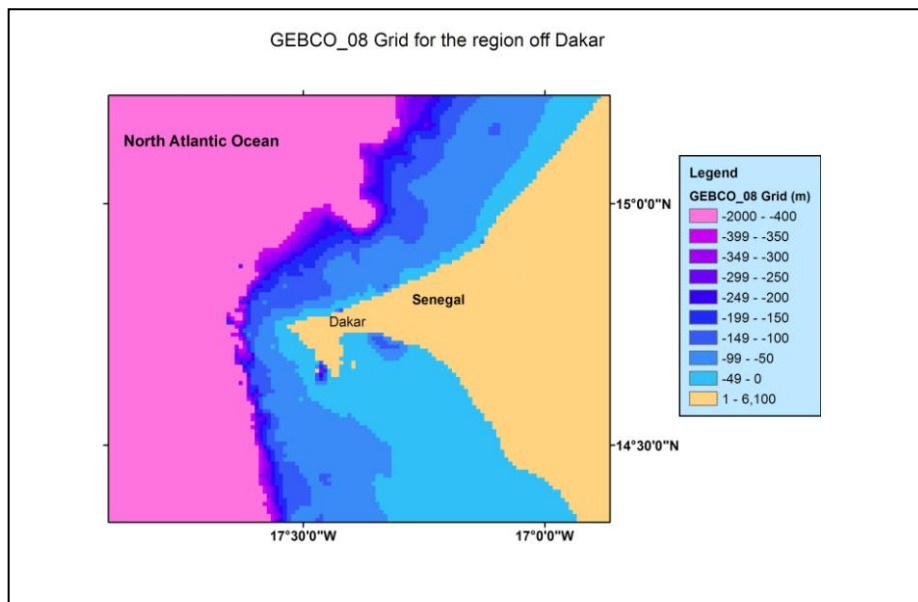 GEBCO_08 Grid for the region off Dakar
North Atlantic Ocean
Senegal
Dakar
15°0'0"N
14°30'0"N
17°30'0"W
17°0'0"W
Legend
GEBCO_08 Grid (m)
-2000 - -400
-399 - -350
-349 - -300
-299 - -250
-249 - -200
-199 - -150
-149 - -100
-99 - -50
-49 - 0
1 - 6,100